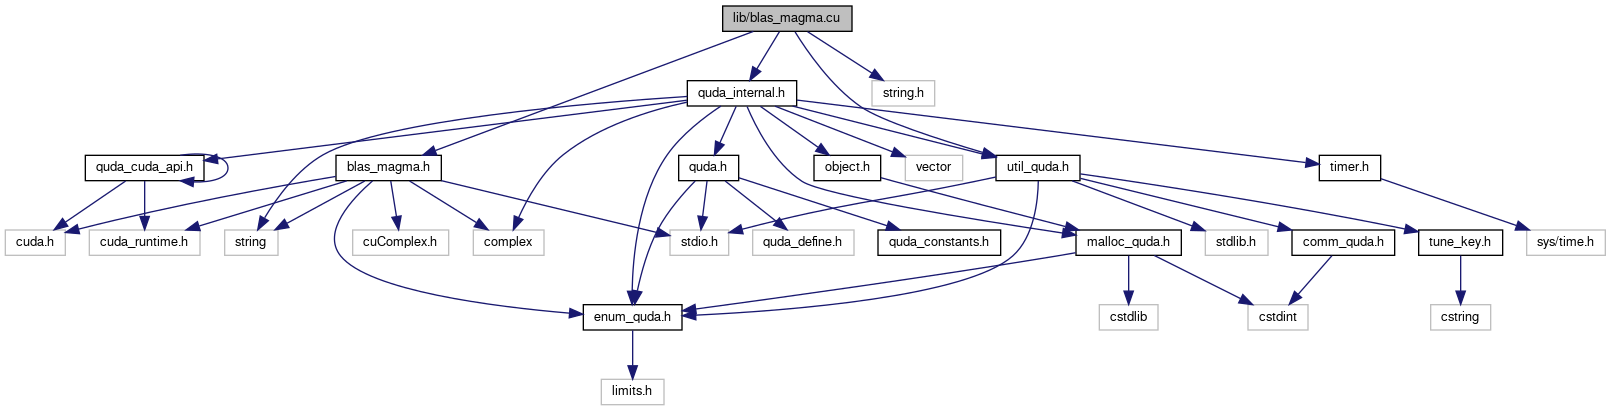 lib/blas_magma.cu
quda_internal.h
string.h
quda_cuda_api.h
blas_magma.h
quda.h
object.h
vector
util_quda.h
timer.h
cuda.h
cuda_runtime.h
string
cuComplex.h
complex
stdio.h
quda_define.h
quda_constants.h
malloc_quda.h
stdlib.h
comm_quda.h
tune_key.h
sys/time.h
enum_quda.h
cstdlib
cstdint
cstring
limits.h